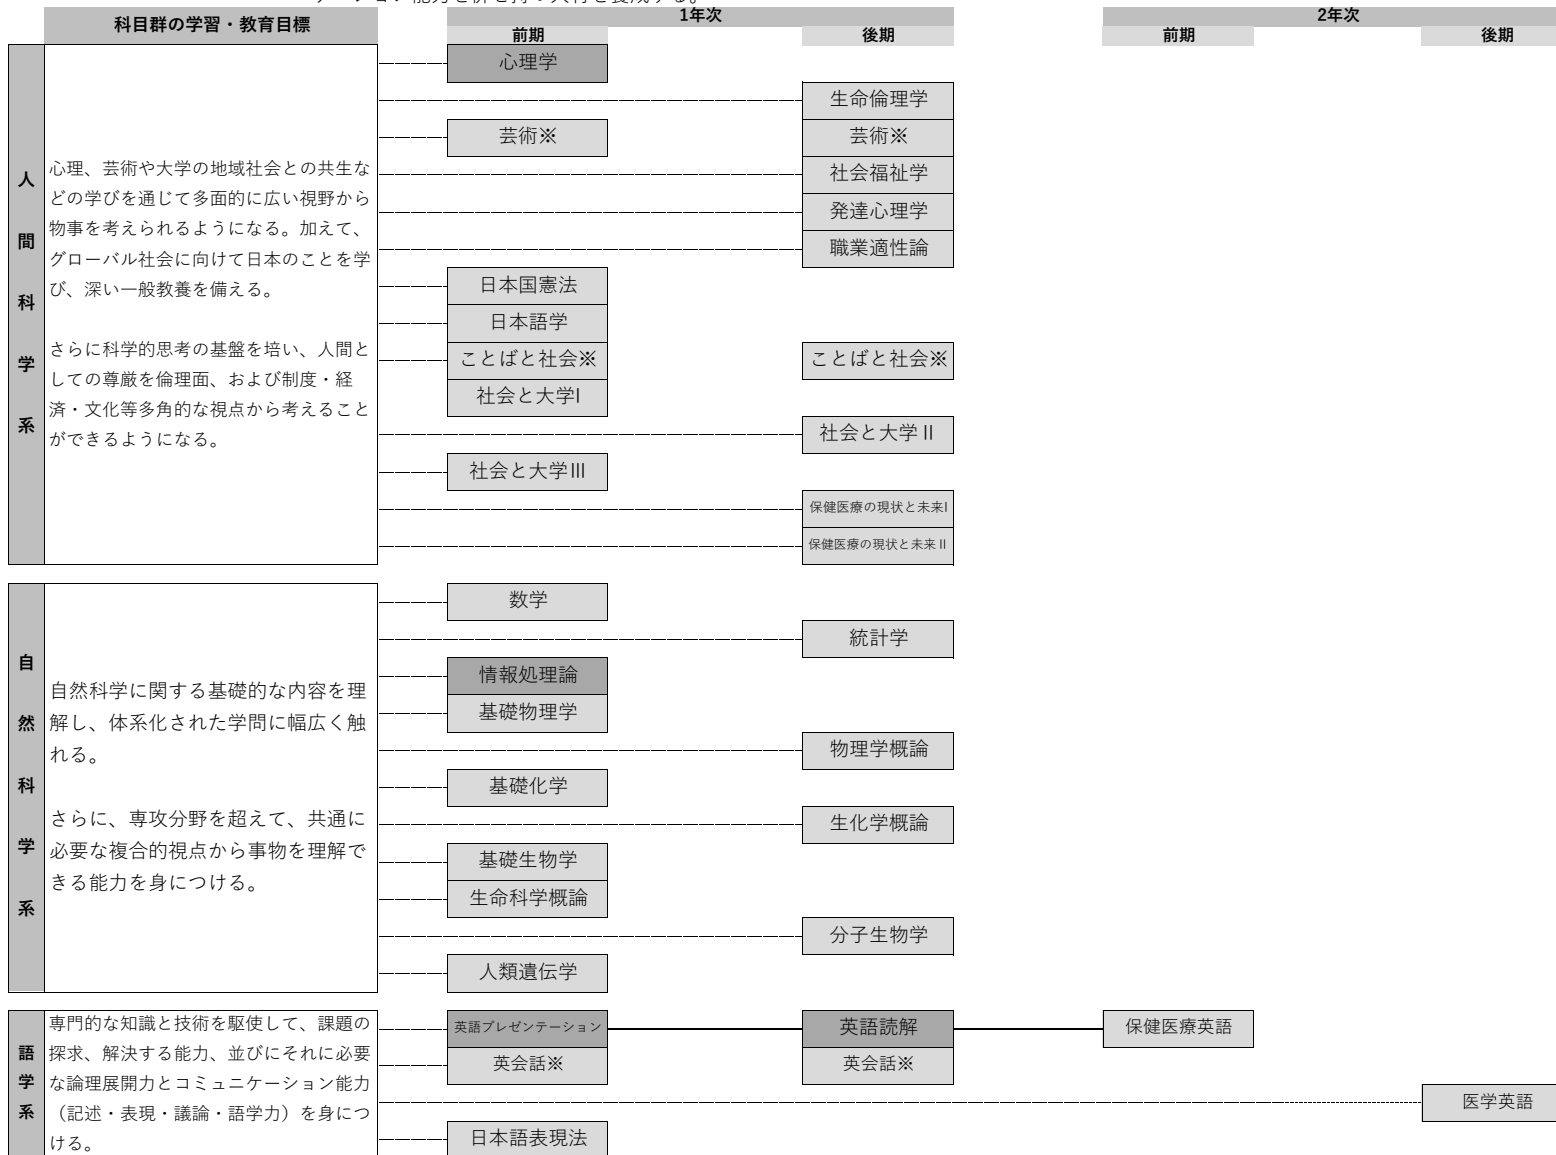 科目群の学習・教育目標
1年次
2年次
前期
後期
前期
後期
人間科学系
心理、芸術や大学の地域社会との共生な
どの学びを通じて多面的に広い視野から
物事を考えられるようになる。加えて、
グローバル社会に向けて日本のことを学
び、深い一般教養を備える。
さらに科学的思考の基盤を培い、人間と
しての尊厳を倫理面、および制度・経
済・文化等多角的な視点から考えること
ができるようになる。
心理学
生命倫理学
芸術※
芸術※
社会福祉学
発達心理学
職業適性論
日本国憲法
日本語学
ことばと社会※
ことばと社会※
社会と大学Ⅰ
社会と大学Ⅱ
社会と大学Ⅲ
保健医療の現状と未来Ⅰ
保健医療の現状と未来Ⅱ
自然科学系
自然科学に関する基礎的な内容を理
解し、体系化された学問に幅広く触
れる。
さらに、専攻分野を超えて、共通に
必要な複合的視点から事物を理解で
きる能力を身につける。
数学
統計学
情報処理論
基礎物理学
物理学概論
基礎化学
生化学概論
基礎生物学
生命科学概論
分子生物学
人類遺伝学
語学系
専門的な知識と技術を駆使して、課題の
探求、解決する能力、並びにそれに必要
な論理展開力とコミュニケーション能力
（記述・表現・議論・語学力）を身につ
ける。
英語プレゼンテーション
英語読解
保健医療英語
英会話※
英会話※
医学英語
日本語表現法